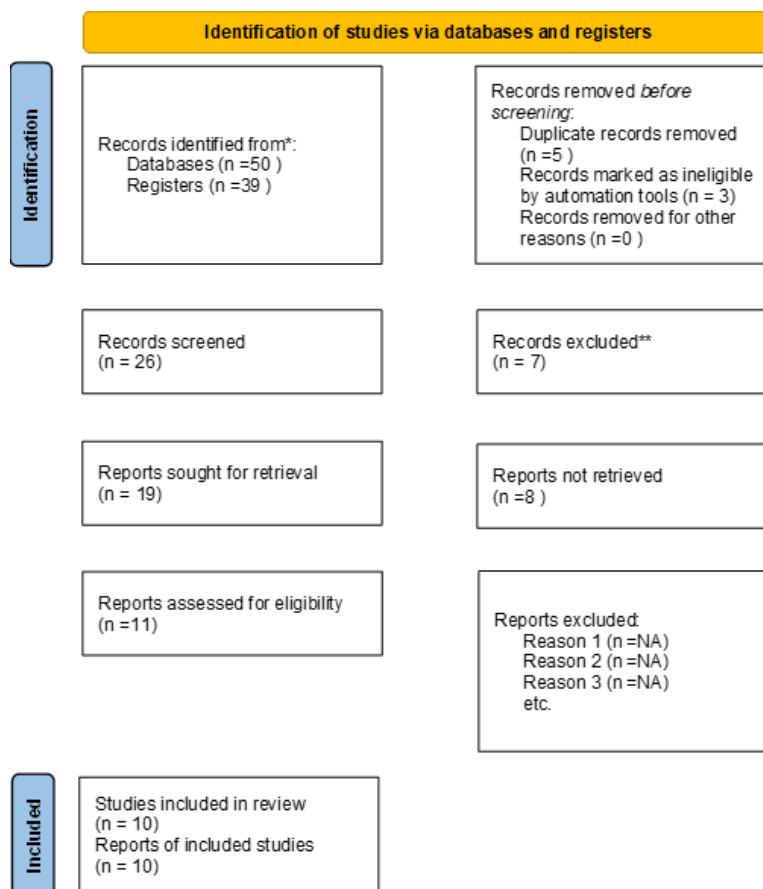 Identification of studies via databases and registers
Identification
Records identified from*:
Databases (n =50 )
Registers (n =39 )
Records removed before
screening:
Duplicate records removed
(n =5 )
Records marked as ineligible
by automation tools (n = 3)
Records removed for other
reasons (n =0 )
Records screened
(n = 26)
Records excluded**
(n = 7)
Reports sought for retrieval
(n = 19)
Reports not retrieved
(n =8 )
Reports assessed for eligibility
(n =11)
Reports excluded:
Reason 1 (n =NA)
Reason 2 (n =NA)
Reason 3 (n =NA)
etc.
Included
Studies included in review
(n = 10)
Reports of included studies
(n = 10)